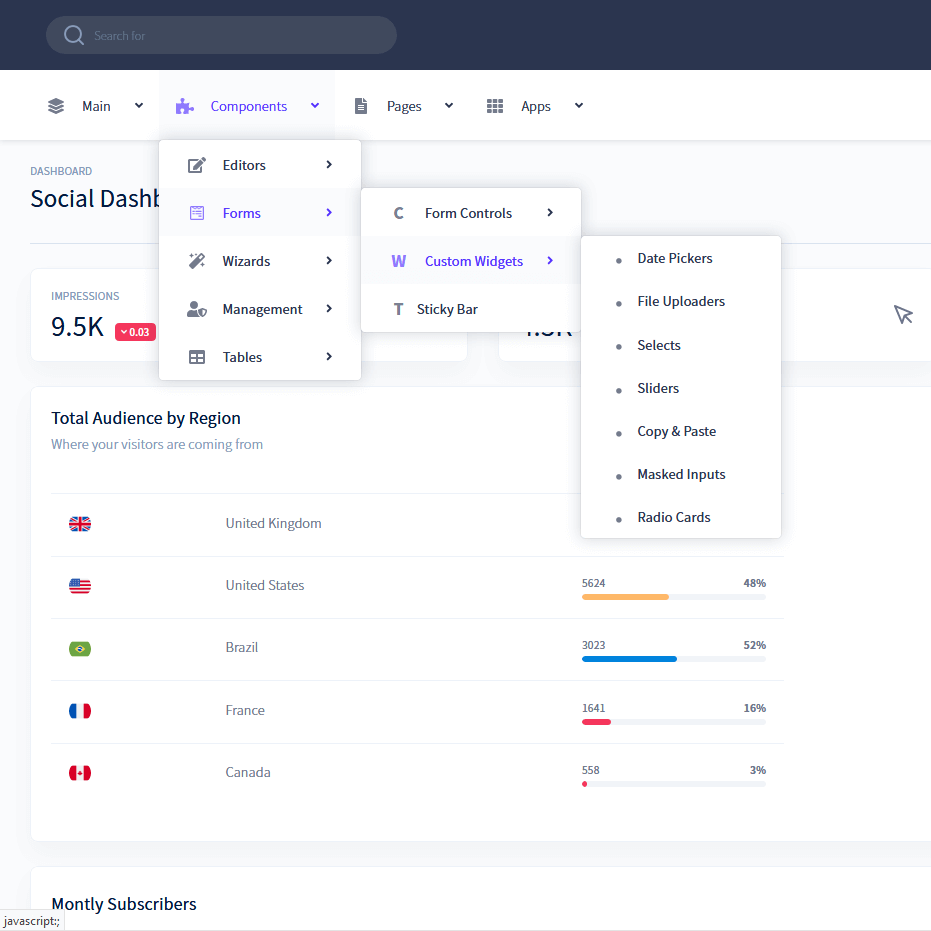 Search for
Main
Components
Pages
Apps
DASHBOARD
Social Dashb
Editors
Forms
Wizards
Management
Tables
C Form Controls
W Custom Widgets
T Sticky Bar
Date Pickers
File Uploaders
Selects
Sliders
Copy & Paste
Masked Inputs
Radio Cards
IMPRESSIONS
9.5K 0.03
Total Audience by Region
Where your visitors are coming from
United Kingdom
United States 5624 48%
Brazil 3023 52%
France 1641 16%
Canada 558 3%
Montly Subscribers
javascript:;